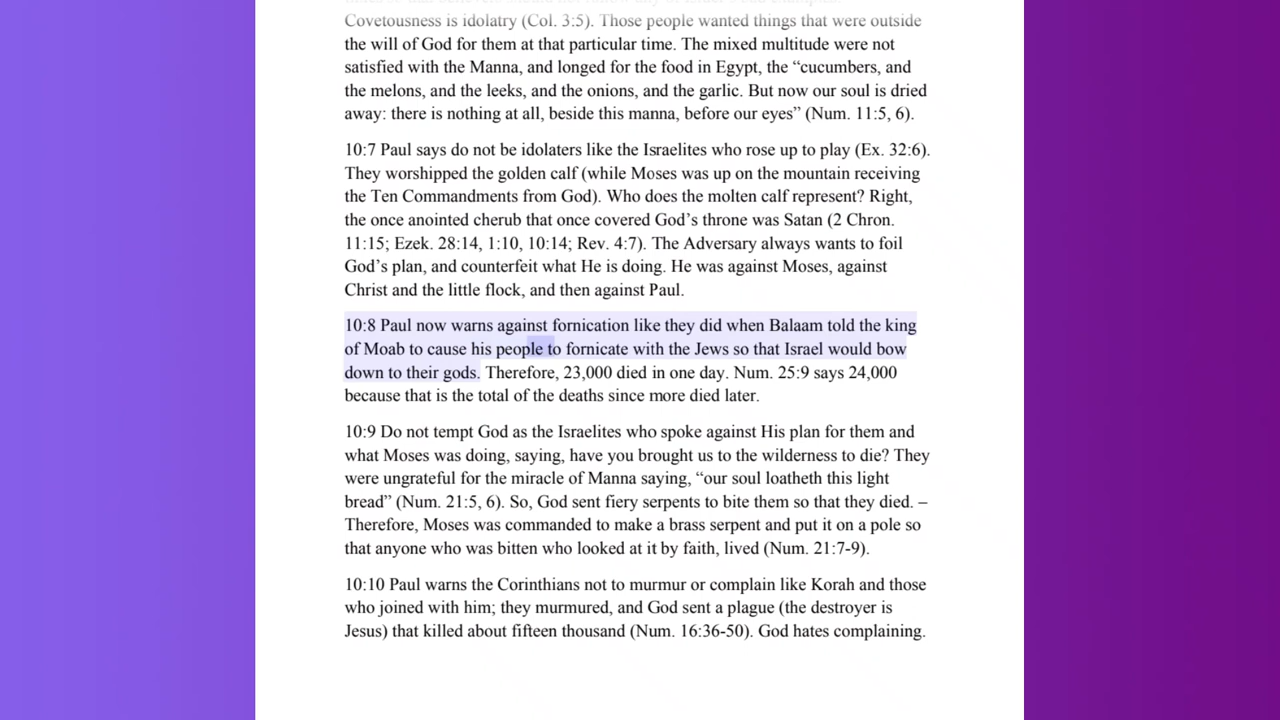 Covetousness is idolatry (Col. 3:5). Those people wanted things that were outside
the will of God for them at that particular time. The mixed multitude were not
satisfied with the Manna, and longed for the food in Egypt, the “cucumbers, and
the melons, and the leeks, and the onions, and the garlic. But now our soul is dried
away: there is nothing at all, beside this manna, before our eyes” (Num. 11:5, 6).
10:7 Paul says do not be idolaters like the Israelites who rose up to play (Ex. 32:6).
They worshipped the golden calf (while Moses was up on the mountain receiving
the Ten Commandments from God). Who does the molten calf represent? Right,
the once anointed cherub that once covered God’s throne was Satan (2 Chron.
11:15; Ezek. 28:14, 1:10, 10:14; Rev. 4:7). The Adversary always wants to foil
God’s plan, and counterfeit what He is doing. He was against Moses, against
Christ and the little flock, and then against Paul.
10:8 Paul now warns against fornication like they did when Balaam told the king
of Moab to cause his people to fornicate with the Jews so that Israel would bow
down to their gods. Therefore, 23,000 died in one day. Num. 25:9 says 24,000
because that is the total of the deaths since more died later.
10:9 Do not tempt God as the Israelites who spoke against His plan for them and
what Moses was doing, saying, have you brought us to the wilderness to die? They
were ungrateful for the miracle of Manna saying, “our soul loatheth this light
bread” (Num. 21:5, 6). So, God sent fiery serpents to bite them so that they died. –
Therefore, Moses was commanded to make a brass serpent and put it on a pole so
that anyone who was bitten who looked at it by faith, lived (Num. 21:7-9).
10:10 Paul warns the Corinthians not to murmur or complain like Korah and those
who joined with him; they murmured, and God sent a plague (the destroyer is
Jesus) that killed about fifteen thousand (Num. 16:36-50). God hates complaining.